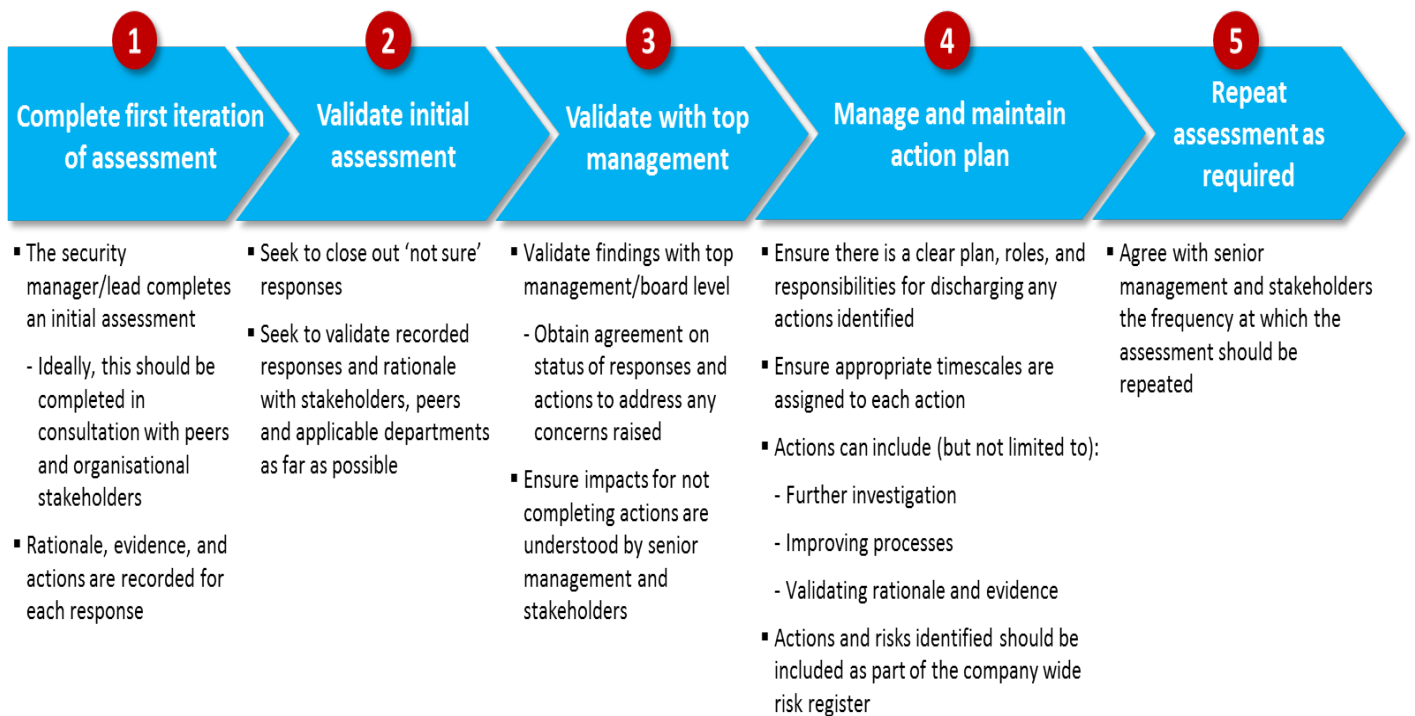 1
Complete first iteration
of assessment
▪ The security
manager/lead completes
an initial assessment
- Ideally, this should be
completed in
consultation with peers
and organisational
stakeholders
▪ Rationale, evidence, and
actions are recorded for
each response
2
Validate initial
assessment
▪ Seek to close out ‘not sure’
responses
▪ Seek to validate recorded
responses and rationale
with stakeholders, peers
and applicable departments
as far as possible
3
Validate with top
management
▪ Validate findings with top
management/board level
- Obtain agreement on
status of responses and
actions to address any
concerns raised
▪ Ensure impacts for not
completing actions are
understood by senior
management and
stakeholders
4
Manage and maintain
action plan
▪ Ensure there is a clear plan, roles, and
responsibilities for discharging any
actions identified
▪ Ensure appropriate timescales are
assigned to each action
▪ Actions can include (but not limited to):
- Further investigation
- Improving processes
- Validating rationale and evidence
▪ Actions and risks identified should be
included as part of the company wide
risk register
5
Repeat
assessment as
required
▪ Agree with senior
management and stakeholders
the frequency at which the
assessment should be
repeated